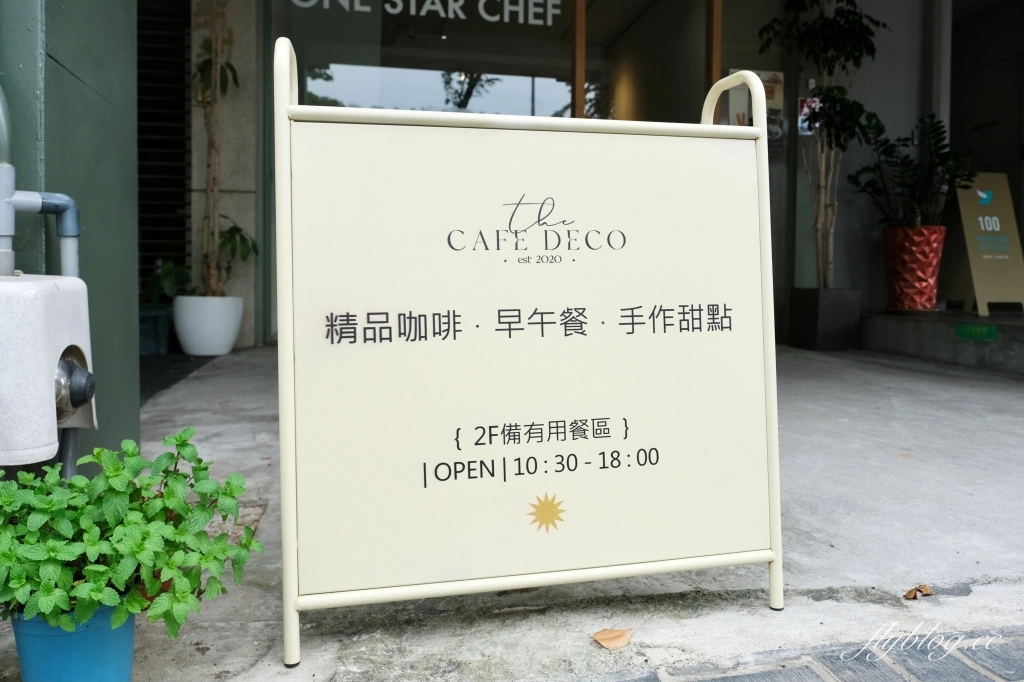 ONE STAR CHEF
the
CAFE DECO
· est 2020 ·
精品咖啡 · 早午餐 · 手作甜點
{ 2F備有用餐區 }
| OPEN | 10 : 30 - 18 : 00
100
flyblog.cc